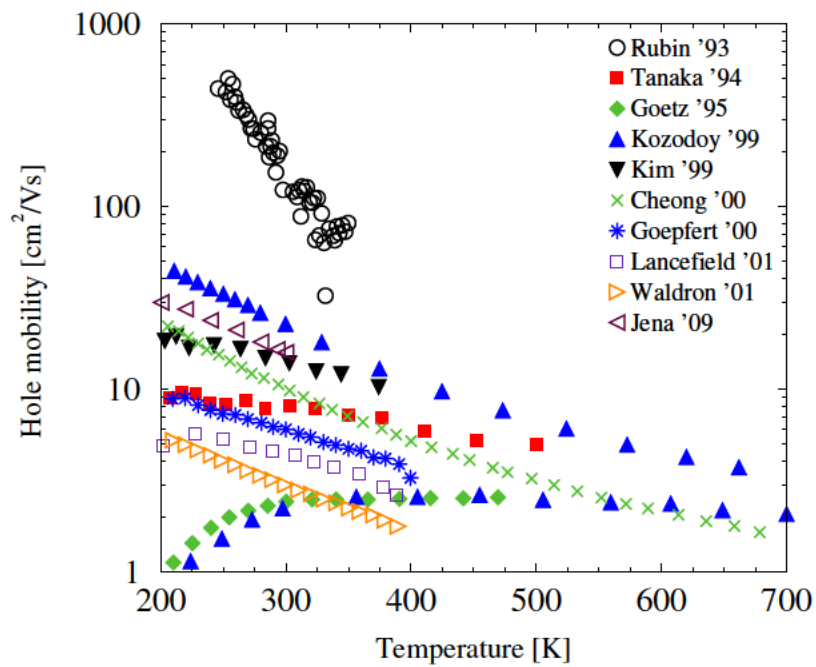 1000
100
10
1
200
300
400
500
600
700
Hole mobility [cm²/Vs]
Temperature [K]
Rubin '93
Tanaka '94
Goetz '95
Kozodoy '99
Kim '99
Cheong '00
Goepfert '00
Lancefield '01
Waldron '01
Jena '09